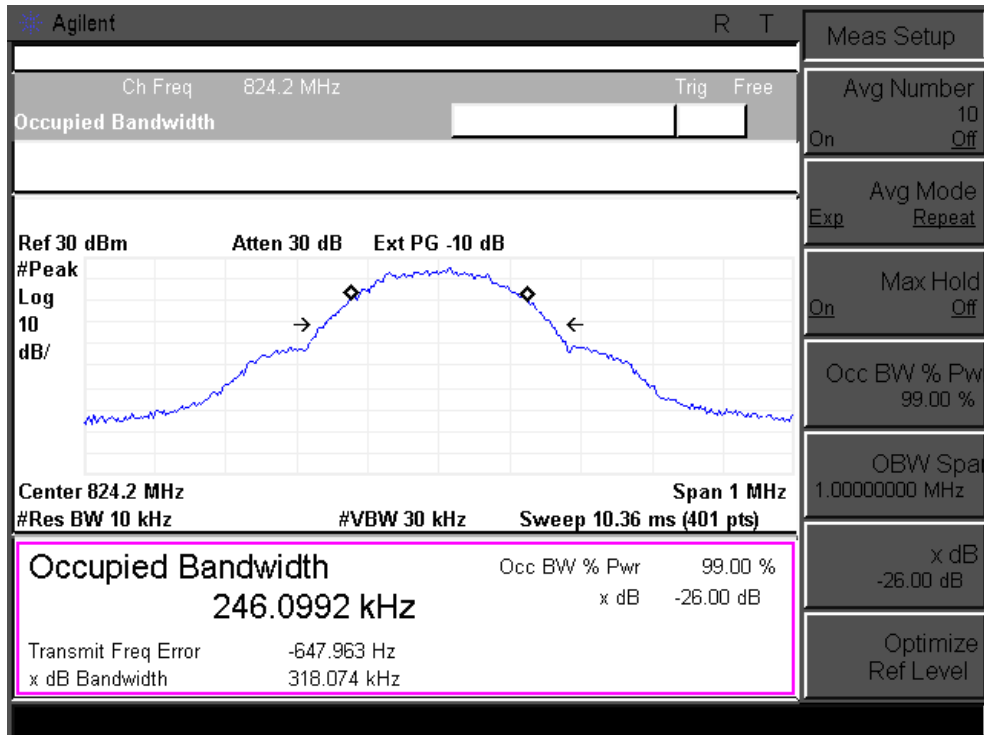 Agilent R T
Ch Freq 824.2 MHz Trig Free
Occupied Bandwidth
Ref 30 dBm Atten 30 dB Ext PG -10 dB
#Peak
Log
10
dB/
Center 824.2 MHz Span 1 MHz
#Res BW 10 kHz #VBW 30 kHz Sweep 10.36 ms (401 pts)
Occupied Bandwidth Occ BW % Pwr 99.00 %
246.0992 kHz x dB -26.00 dB
Transmit Freq Error -647.963 Hz
x dB Bandwidth 318.074 kHz
Meas Setup
Avg Number
10
On Off
Avg Mode
Exp Repeat
Max Hold
On Off
Occ BW % Pw
99.00 %
OBW Spa
1.00000000 MHz
x dB
-26.00 dB
Optimize
Ref Level